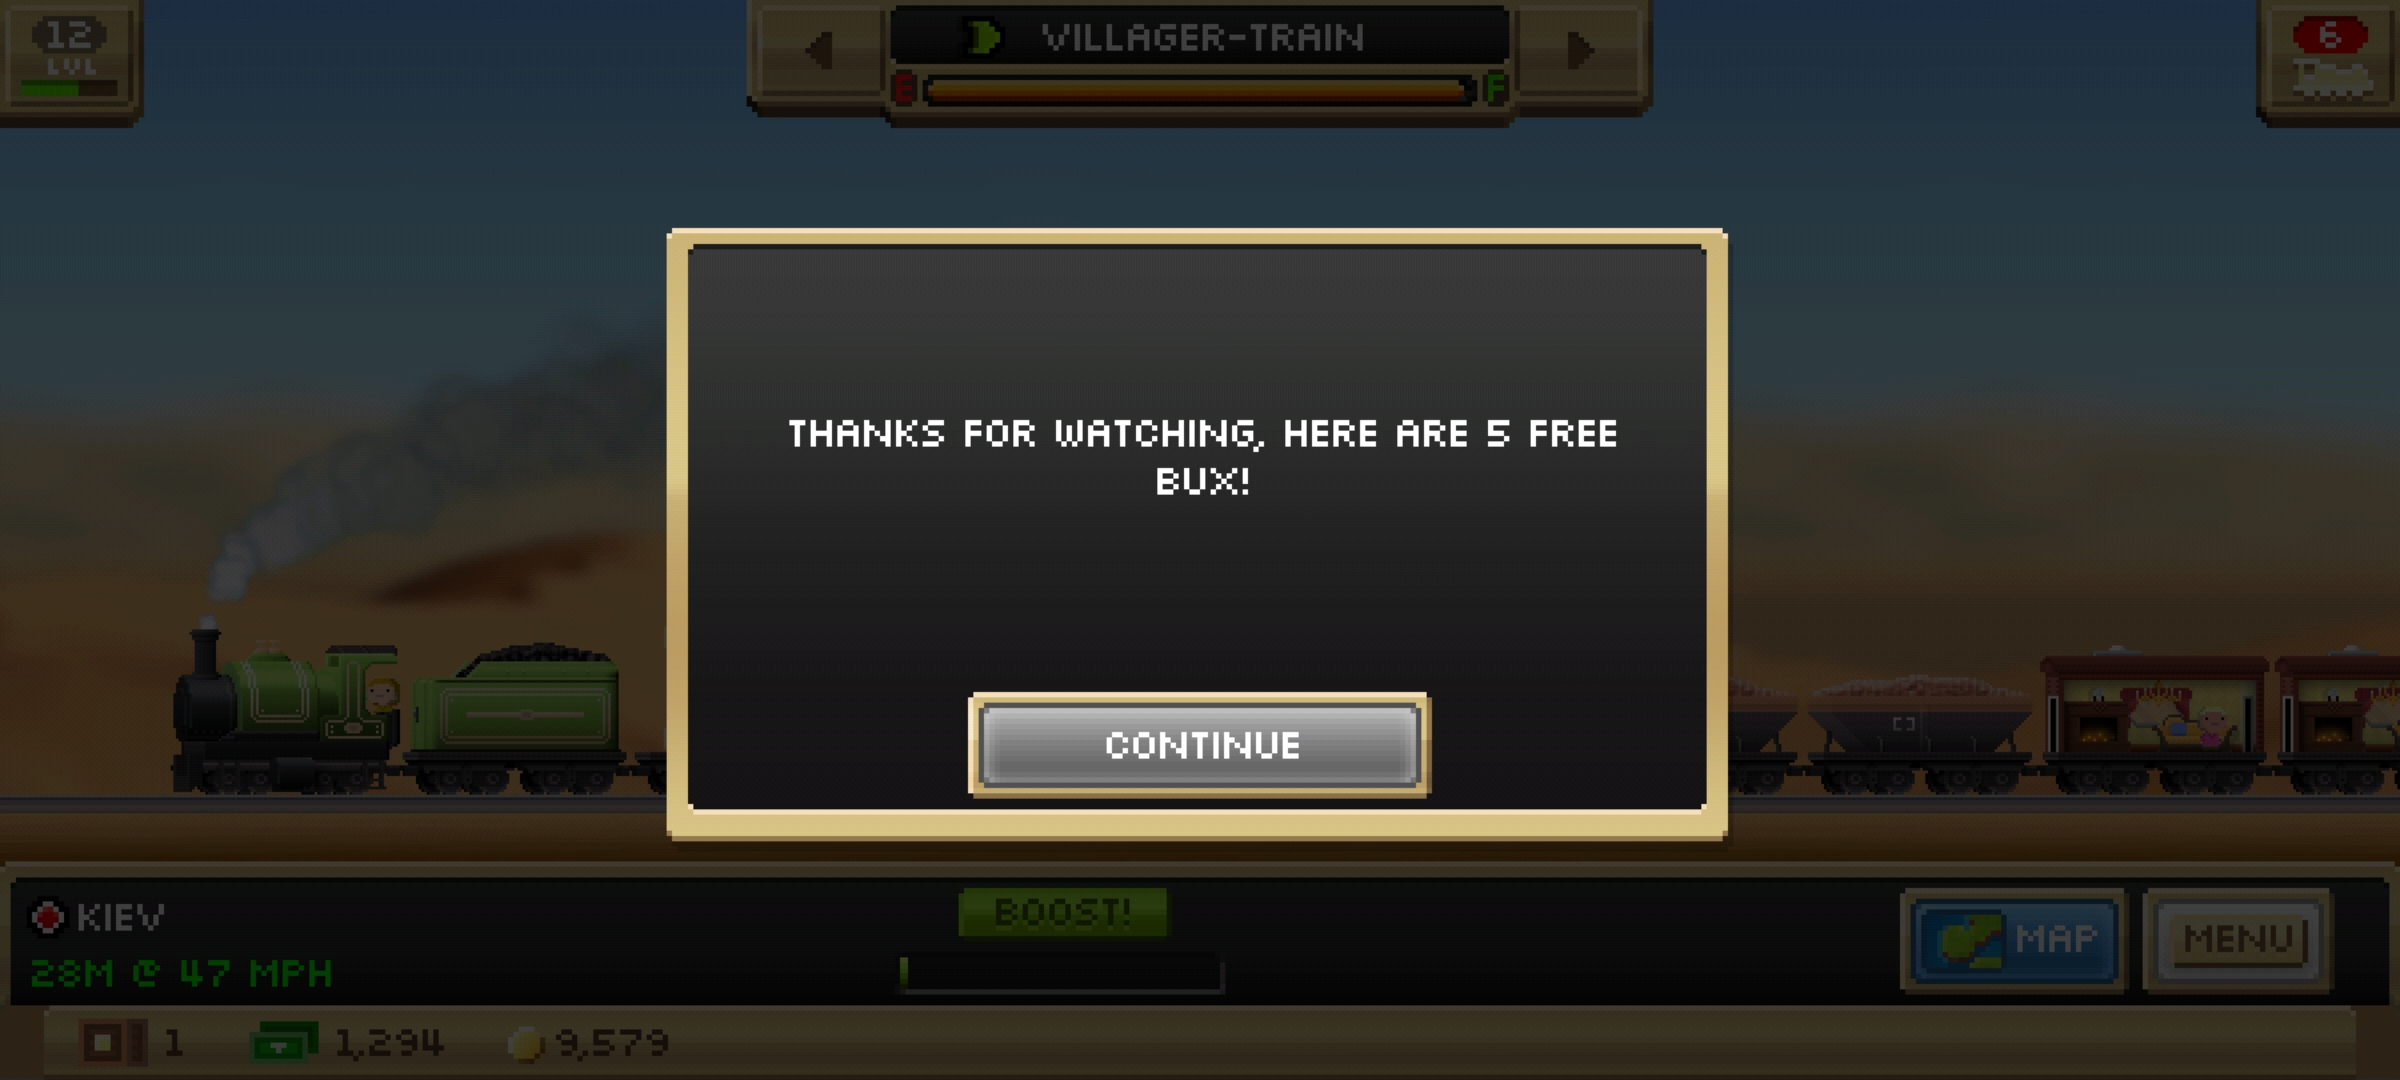 12
LVL
VILLAGER-TRAIN
E F
6
THANKS FOR WATCHING, HERE ARE 5 FREE
BUX!
CONTINUE
KIEV
28M @ 47 MPH
BOOST!
MAP
MENU
1 1,294 9,579